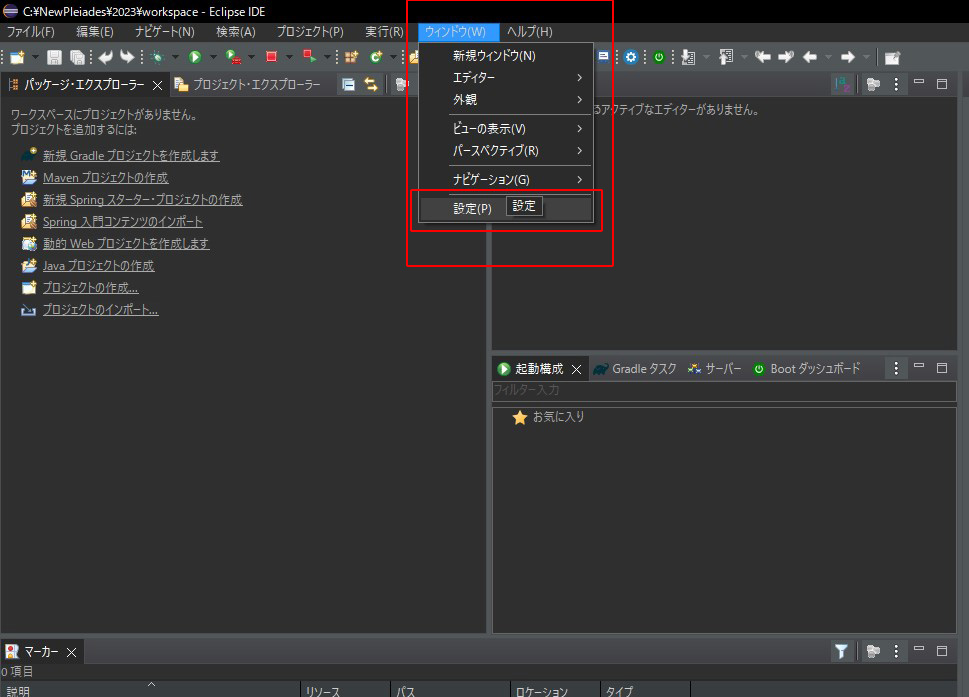 C:¥NewPleiades¥2023¥workspace - Eclipse IDE
ファイル(F) 編集(E) ナビゲート(N) 検索(A) プロジェクト(P) 実行(R) ウィンドウ(W) ヘルプ(H)
新規ウィンドウ(N)
エディター
外観
ビューの表示(V)
パースペクティブ(R)
ナビゲーション(G)
設定(P)
設定
パッケージ・エクスプローラー
プロジェクト・エクスプローラー
ワークスペースにプロジェクトがありません。
プロジェクトを追加するには:
新規 Gradle プロジェクトを作成します
Maven プロジェクトの作成
新規 Spring スターター・プロジェクトの作成
Spring 入門コンテンツのインポート
動的 Web プロジェクトを作成します
Java プロジェクトの作成
プロジェクトの作成...
プロジェクトのインポート...
るアクティブなエディターがありません。
起動構成 Gradle タスク サーバー Boot ダッシュボード
フィルター入力
お気に入り
マーカー
0 項目
説明 リソース パス ロケーション タイプ